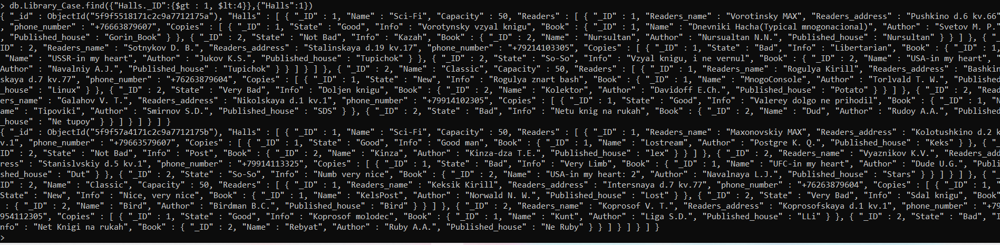 > db.Library_Case.find({"Halls._ID":{$gt : 1, $lt:4}},{"Halls":1})
{ "_id" : ObjectId("5f9f5518171c2c9a7712175a"), "Halls" : [ { "_ID" : 1, "Name" : "Sci-Fi", "Capacity" : 50, "Readers" : [ { "_ID" : 1, "Readers_name" : "Vorotinsky MAX", "Readers_address" : "Pushkino d.6 kv.66"
, "phone_number" : "+76663879607", "Copies" : [ { "_ID" : 1, "State" : "Good", "Info" : "Vorotynsky vzyal knigu", "Book" : { "_ID" : 1, "Name" : "Dnevniki Hacha(Typical mnogonacional)", "Author" : "Svetov M. P."
, "Published_house" : "Gorin_Book" } }, { "_ID" : 2, "State" : "Not Bad", "Info" : "Kazah", "Book" : { "_ID" : 2, "Name" : "Nursultan", "Author" : "Nursualtan N.N.", "Published_house" : "Nursultan" } } ] }, { "_
ID" : 2, "Readers_name" : "Sotnykov D. B.", "Readers_address" : "Stalinskaya d.19 kv.17", "phone_number" : "+79214103305", "Copies" : [ { "_ID" : 1, "State" : "Bad", "Info" : "Libertarian", "Book" : { "_ID" : 1,
"Name" : "USSR-in my heart", "Author" : "Jukov K.S.", "Published_house" : "Tupichok" } }, { "_ID" : 2, "State" : "So-So", "Info" : "Vzyal knigu, i ne vernul", "Book" : { "_ID" : 2, "Name" : "USA-in my heart", "
Author" : "Navalniy A.J.", "Published_house" : "Tupichok" } } ] } ] }, { "_ID" : 2, "Name" : "Classic", "Capacity" : 50, "Readers" : [ { "_ID" : 1, "Readers_name" : "Rogulya Kirill", "Readers_address" : "Bashkin
skaya d.7 kv.77", "phone_number" : "+76263879604", "Copies" : [ { "_ID" : 1, "State" : "New", "Info" : "Rogulya znart bash", "Book" : { "_ID" : 1, "Name" : "MnogoConsole", "Author" : "Torlvald T. W.", "Published
_house" : "Linux" } }, { "_ID" : 2, "State" : "Very Bad", "Info" : "Doljen knigu", "Book" : { "_ID" : 2, "Name" : "Kolektor", "Author" : "Davidoff E.Ch.", "Published_house" : "Potato" } } ] }, { "_ID" : 2, "Read
ers_name" : "Galahov V. T.", "Readers_address" : "Nikolskaya d.1 kv.1", "phone_number" : "+79914102305", "Copies" : [ { "_ID" : 1, "State" : "Good", "Info" : "Valerey dolgo ne prihodil", "Book" : { "_ID" : 1, "N
ame" : "Tipoviki", "Author" : "Smirnov S.D.", "Published_house" : "SDS" } }, { "_ID" : 2, "State" : "Bad", "Info" : "Netu knig na rukah", "Book" : { "_ID" : 2, "Name" : "Dud", "Author" : "Rudoy A.A.", "Published
_house" : "Ne tupoy" } } ] } ] } ] }
{ "_id" : ObjectId("5f9f57a4171c2c9a7712175b"), "Halls" : [ { "_ID" : 1, "Name" : "Sci-Fi", "Capacity" : 50, "Readers" : [ { "_ID" : 1, "Readers_name" : "Maxonovskiy MAX", "Readers_address" : "Kolotushkino d.2 k
v.1", "phone_number" : "+79663579607", "Copies" : [ { "_ID" : 1, "State" : "Good", "Info" : "Good man", "Book" : { "_ID" : 1, "Name" : "Lostream", "Author" : "Postgre K. Q.", "Published_house" : "Keks" } }, { "_
ID" : 2, "State" : "Not Bad", "Info" : "Post", "Book" : { "_ID" : 2, "Name" : "Kinza", "Author" : "Kinza-dza T.E.", "Published_house" : "lex" } } ] }, { "_ID" : 2, "Readers_name" : "Vyaznikov K.V.", "Readers_add
ress" : "Stanislvskiy d.5 kv.1", "phone_number" : "+79914113325", "Copies" : [ { "_ID" : 1, "State" : "Bad", "Info" : "Very Limb", "Book" : { "_ID" : 1, "Name" : "UFC-in my heart", "Author" : "Dude U.G.", "Publi
shed_house" : "Dut" } }, { "_ID" : 2, "State" : "So-So", "Info" : "Numb very nice", "Book" : { "_ID" : 2, "Name" : "USA-in my heart: 2", "Author" : "Navalnaya L.J.", "Published_house" : "Stars" } } ] } ] }, { "_
ID" : 2, "Name" : "Classic", "Capacity" : 50, "Readers" : [ { "_ID" : 1, "Readers_name" : "Keksik Kirill", "Readers_address" : "Intersnaya d.7 kv.77", "phone_number" : "+76263879604", "Copies" : [ { "_ID" : 1, "
State" : "New", "Info" : "Nice, very nice", "Book" : { "_ID" : 1, "Name" : "KelsPost", "Author" : "Norwald N. W.", "Published_house" : "Lost" } }, { "_ID" : 2, "State" : "Very Bad", "Info" : "Sdal knigu", "Book"
: { "_ID" : 2, "Name" : "Bird", "Author" : "Birdman B.C.", "Published_house" : "Bird" } } ] }, { "_ID" : 2, "Readers_name" : "Koprosof V. T.", "Readers_address" : "Koprosofskaya d.1 kv.1", "phone_number" : "+79
954112305", "Copies" : [ { "_ID" : 1, "State" : "Good", "Info" : "Koprosof molodec", "Book" : { "_ID" : 1, "Name" : "Kunt", "Author" : "Liga S.D.", "Published_house" : "LLi" } }, { "_ID" : 2, "State" : "Bad", "I
nfo" : "Net Knigi na rukah", "Book" : { "_ID" : 2, "Name" : "Rebyat", "Author" : "Ruby A.A.", "Published_house" : "Ne Ruby" } } ] } ] } ] }
>